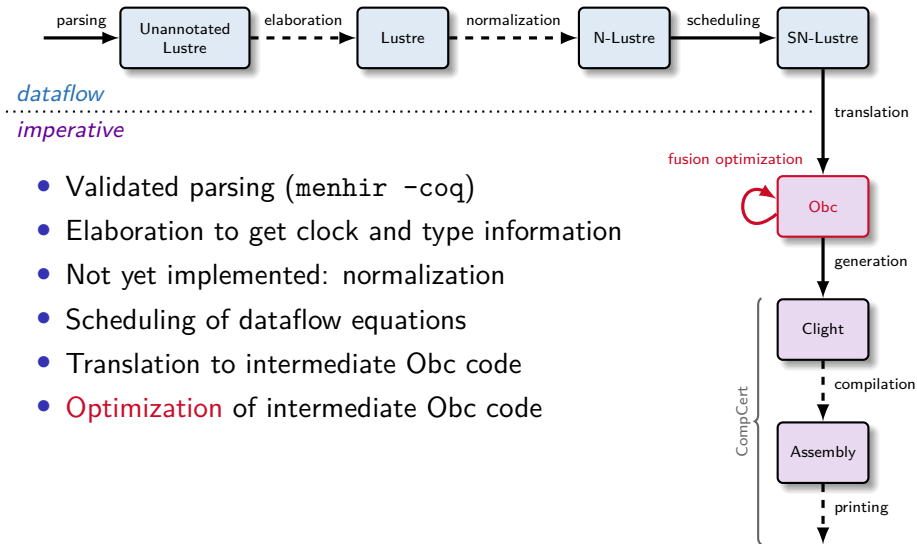 parsing
Unannotated
Lustre
elaboration
Lustre
normalization
N-Lustre
scheduling
SN-Lustre
dataflow
imperative
translation
fusion optimization
Obc
generation
Clight
compilation
CompCert
Assembly
printing
• Validated parsing (menhir -coq)
• Elaboration to get clock and type information
• Not yet implemented: normalization
• Scheduling of dataflow equations
• Translation to intermediate Obc code
• Optimization of intermediate Obc code